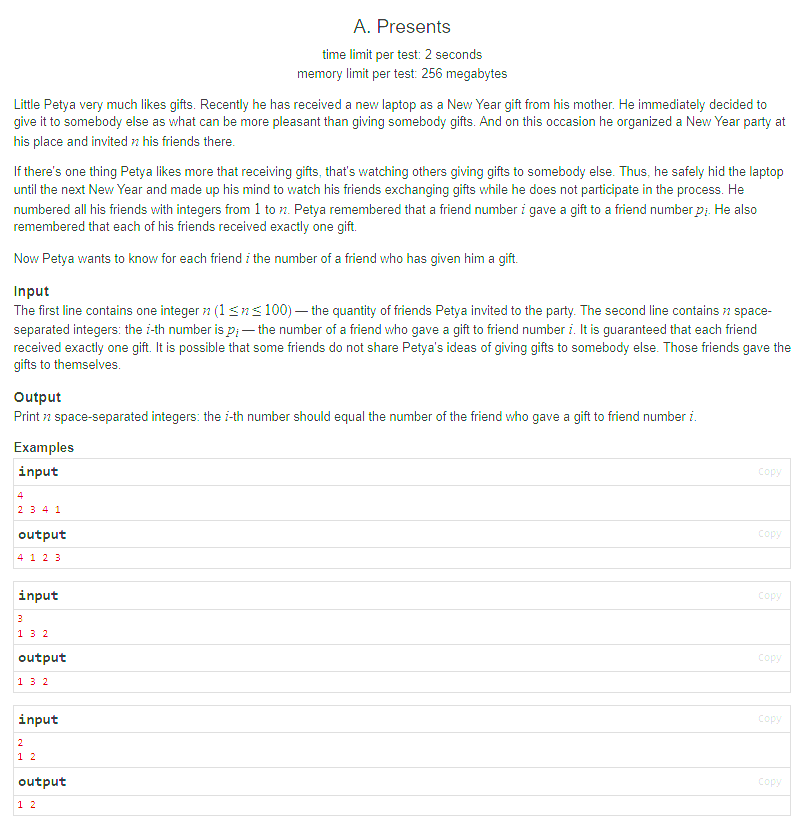 A. Presents
time limit per test: 2 seconds
memory limit per test: 256 megabytes
Little Petya very much likes gifts. Recently he has received a new laptop as a New Year gift from his mother. He immediately decided to
give it to somebody else as what can be more pleasant than giving somebody gifts. And on this occasion he organized a New Year party at
his place and invited n his friends there.
If there's one thing Petya likes more that receiving gifts, that's watching others giving gifts to somebody else. Thus, he safely hid the laptop
until the next New Year and made up his mind to watch his friends exchanging gifts while he does not participate in the process. He
numbered all his friends with integers from 1 to n. Petya remembered that a friend number i gave a gift to a friend number pᵢ. He also
remembered that each of his friends received exactly one gift.
Now Petya wants to know for each friend i the number of a friend who has given him a gift.
Input
The first line contains one integer n (1 ≤ n ≤ 100) — the quantity of friends Petya invited to the party. The second line contains n space-
separated integers: the i-th number is pᵢ — the number of a friend who gave a gift to friend number i. It is guaranteed that each friend
received exactly one gift. It is possible that some friends do not share Petya's ideas of giving gifts to somebody else. Those friends gave the
gifts to themselves.
Output
Print n space-separated integers: the i-th number should equal the number of the friend who gave a gift to friend number i.
Examples
input Copy
4
2 3 4 1
output Copy
4 1 2 3
input Copy
3
1 3 2
output Copy
1 3 2
input Copy
2
1 2
output Copy
1 2